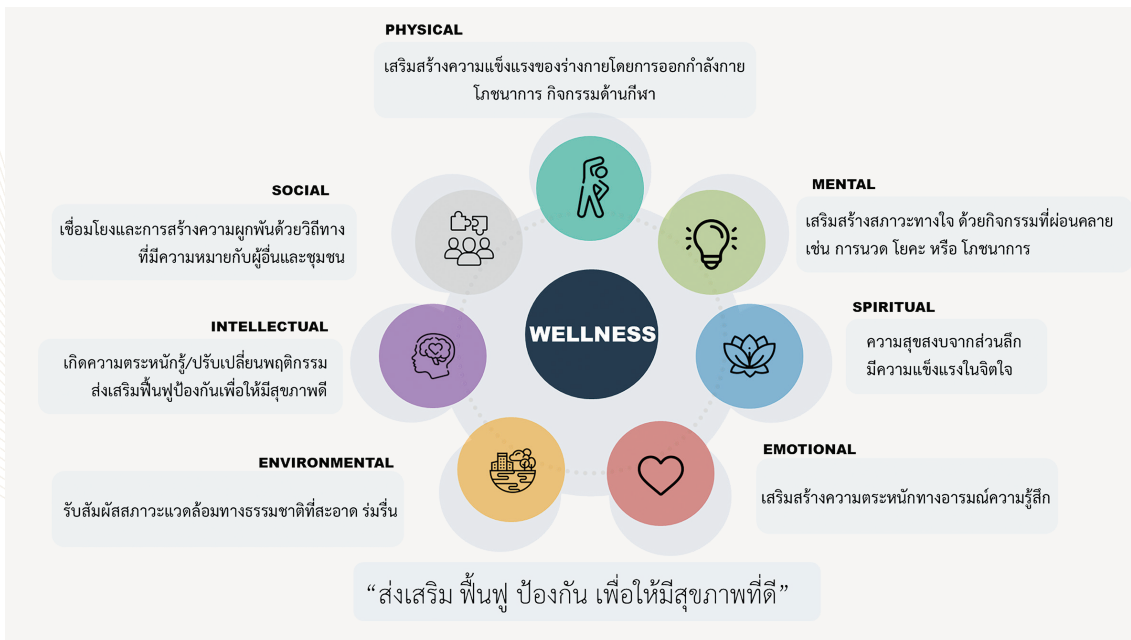 PHYSICAL
เสริมสร้างความแข็งแรงของร่างกายโดยการออกกำลังกาย
โภชนาการ กิจกรรมด้านกีฬา
SOCIAL
เชื่อมโยงและการสร้างความผูกพันด้วยวิถีทาง
ที่มีความหมายกับผู้อื่นและชุมชน
MENTAL
เสริมสร้างสภาวะทางใจ ด้วยกิจกรรมที่ผ่อนคลาย
เช่น การนวด โยคะ หรือ โภชนาการ
WELLNESS
INTELLECTUAL
เกิดความตระหนักรู้/ปรับเปลี่ยนพฤติกรรม
ส่งเสริมฟื้นฟูป้องกันเพื่อให้มีสุขภาพดี
SPIRITUAL
ความสุขสงบจากส่วนลึก
มีความแข็งแรงในจิตใจ
ENVIRONMENTAL
รับสัมผัสสภาวะแวดล้อมทางธรรมชาติที่สะอาด ร่มรื่น
EMOTIONAL
เสริมสร้างความตระหนักทางอารมณ์ความรู้สึก
“ส่งเสริม ฟื้นฟู ป้องกัน เพื่อให้มีสุขภาพที่ดี”